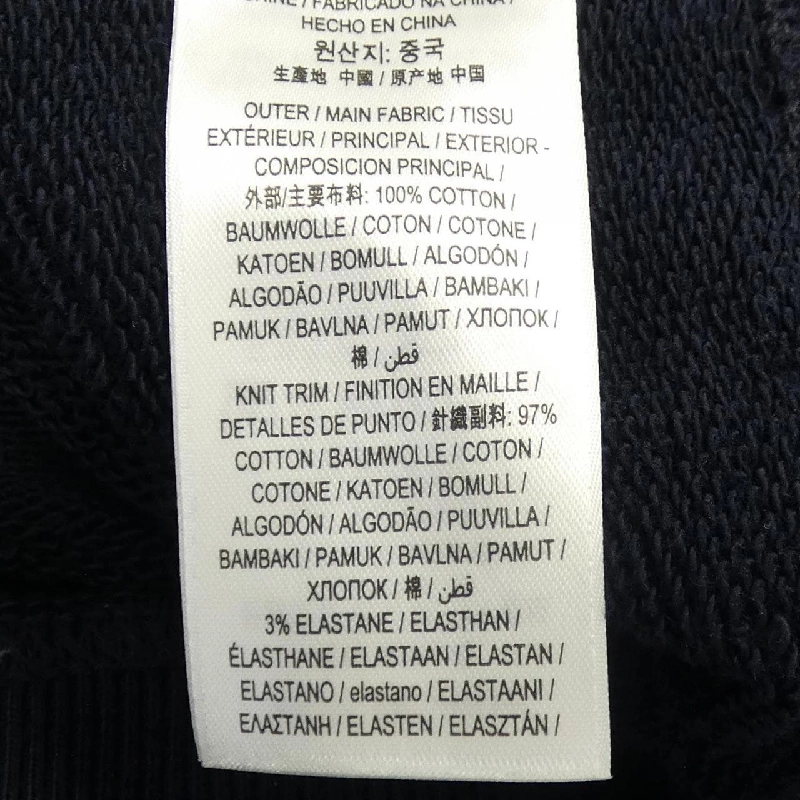 CHINE / FABRICADO NA CHINA /
HECHO EN CHINA
원산지: 중국
生產地 中國 / 原产地 中国
OUTER / MAIN FABRIC / TISSU
EXTÉRIEUR / PRINCIPAL / EXTERIOR -
COMPOSICION PRINCIPAL /
外部/主要布料: 100% COTTON /
BAUMWOLLE / COTON / COTONE /
KATOEN / BOMULL / ALGODÓN /
ALGODÃO / PUUVILLA / BAMBAKI /
PAMUK / BAVLNA / PAMUT / ХЛОПОК /
棉 / قطن
KNIT TRIM / FINITION EN MAILLE /
DETALLES DE PUNTO / 針織副料: 97%
COTTON / BAUMWOLLE / COTON /
COTONE / KATOEN / BOMULL /
ALGODÓN / ALGODÃO / PUUVILLA /
BAMBAKI / PAMUK / BAVLNA / PAMUT /
ХЛОПОК / 棉 / قطن
3% ELASTANE / ELASTHAN /
ÉLASTHANE / ELASTAAN / ELASTAN /
ELASTANO / elastano / ELASTAANI /
ΕΛΑΣΤΑΝΗ / ELASTEN / ELASZTÁN /